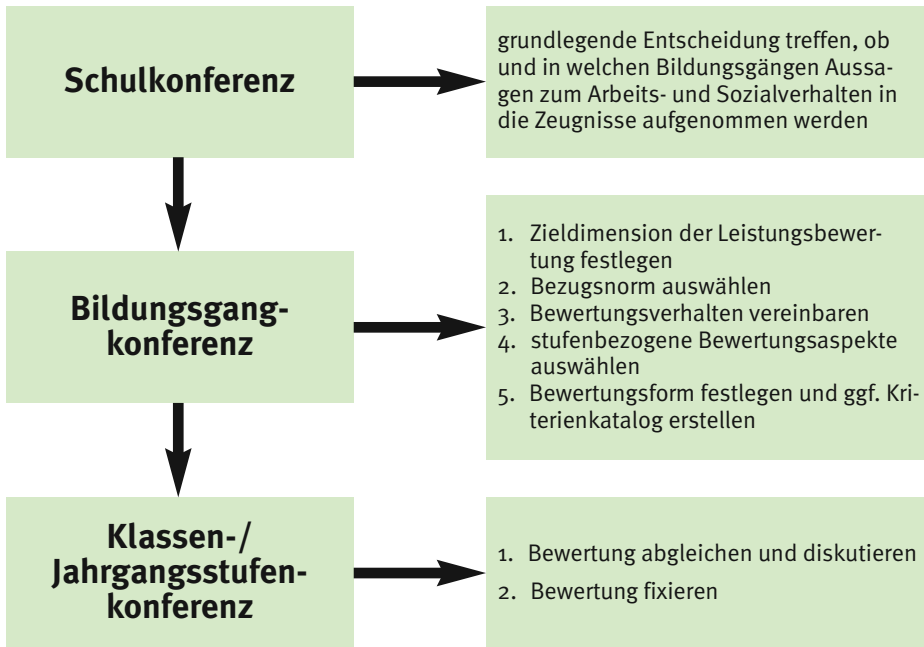 Schulkonferenz
grundlegende Entscheidung treffen, ob
und in welchen Bildungsgängen Aussa-
gen zum Arbeits- und Sozialverhalten in
die Zeugnisse aufgenommen werden
Bildungsgang-
konferenz
1. Zieldimension der Leistungsbewer-
tung festlegen
2. Bezugsnorm auswählen
3. Bewertungsverhalten vereinbaren
4. stufenbezogene Bewertungsaspekte
auswählen
5. Bewertungsform festlegen und ggf. Kri-
terienkatalog erstellen
Klassen-/
Jahrgangsstufen-
konferenz
1. Bewertung abgleichen und diskutieren
2. Bewertung fixieren